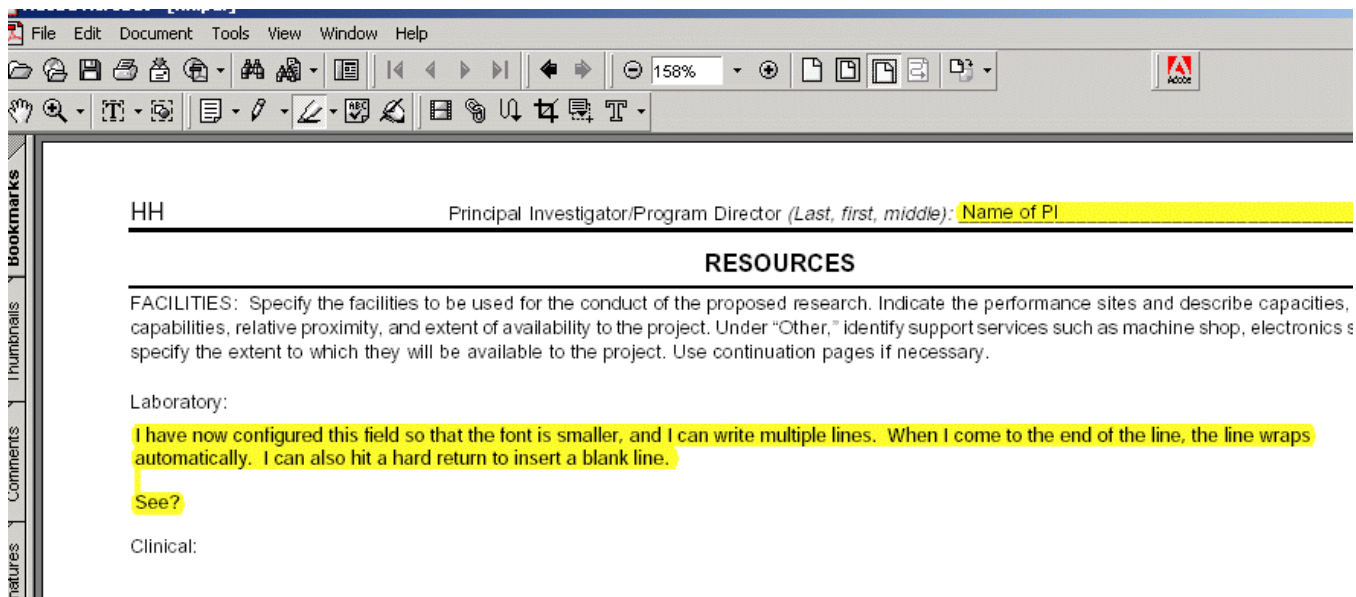 File Edit Document Tools View Window Help
158%
Adobe
Bookmarks
Thumbnails
Comments
HH Principal Investigator/Program Director (Last, first, middle): Name of PI
RESOURCES
FACILITIES: Specify the facilities to be used for the conduct of the proposed research. Indicate the performance sites and describe capacities,
capabilities, relative proximity, and extent of availability to the project. Under “Other,” identify support services such as machine shop, electronics s
specify the extent to which they will be available to the project. Use continuation pages if necessary.
Laboratory:
I have now configured this field so that the font is smaller, and I can write multiple lines. When I come to the end of the line, the line wraps
automatically. I can also hit a hard return to insert a blank line.
See?
Clinical: